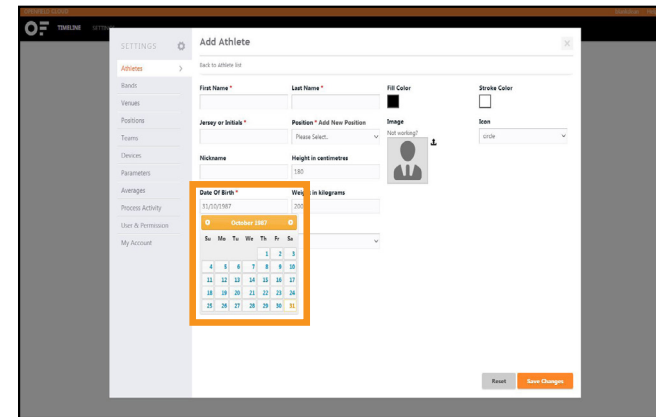 OPENFIELD CLOUD
OF TIMELINE
SETTINGS
Athletes >
Bands
Venues
Positions
Teams
Devices
Parameters
Averages
Process Activity
User & Permission
My Account
Add Athlete
Back to Athlete list
First Name *
Last Name *
Fill Color
Stroke Color
Jersey or Initials *
Position * Add New Position
Please Select..
Image
Not working?
Icon
circle
Nickname
Height in centimetres
180
Date Of Birth *
31/10/1987
Weight in kilograms
200
October 1987
Su Mo Tu We Th Fr Sa
1 2 3
4 5 6 7 8 9 10
11 12 13 14 15 16 17
18 19 20 21 22 23 24
25 26 27 28 29 30 31
Reset
Save Changes